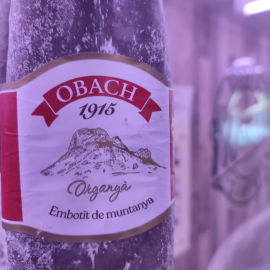 OBACH
1915
Organyà
Embotit de muntanya